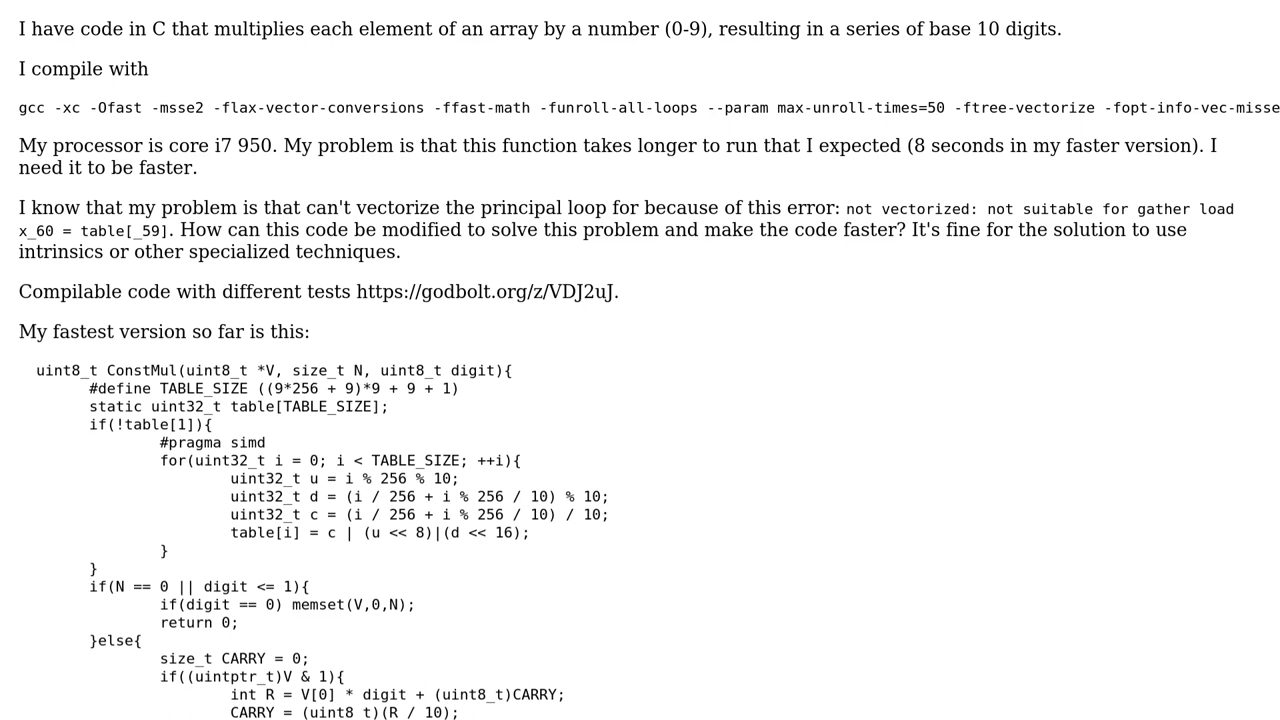 I have code in C that multiplies each element of an array by a number (0-9), resulting in a series of base 10 digits.
I compile with
gcc -xc -Ofast -msse2 -flax-vector-conversions -ffast-math -funroll-all-loops --param max-unroll-times=50 -ftree-vectorize -fopt-info-vec-misse
My processor is core i7 950. My problem is that this function takes longer to run that I expected (8 seconds in my faster version). I
need it to be faster.
I know that my problem is that can't vectorize the principal loop for because of this error: not vectorized: not suitable for gather load
x_60 = table[_59]. How can this code be modified to solve this problem and make the code faster? It's fine for the solution to use
intrinsics or other specialized techniques.
Compilable code with different tests https://godbolt.org/z/VDJ2uJ.
My fastest version so far is this:
uint8_t ConstMul(uint8_t *V, size_t N, uint8_t digit){
#define TABLE_SIZE ((9*256 + 9)*9 + 9 + 1)
static uint32_t table[TABLE_SIZE];
if(!table[1]){
#pragma simd
for(uint32_t i = 0; i < TABLE_SIZE; ++i){
uint32_t u = i % 256 % 10;
uint32_t d = (i / 256 + i % 256 / 10) % 10;
uint32_t c = (i / 256 + i % 256 / 10) / 10;
table[i] = c | (u << 8)|(d << 16);
}
}
if(N == 0 || digit <= 1){
if(digit == 0) memset(V,0,N);
return 0;
}else{
size_t CARRY = 0;
if((uintptr_t)V & 1){
int R = V[0] * digit + (uint8_t)CARRY;
CARRY = (uint8_t)(R / 10);